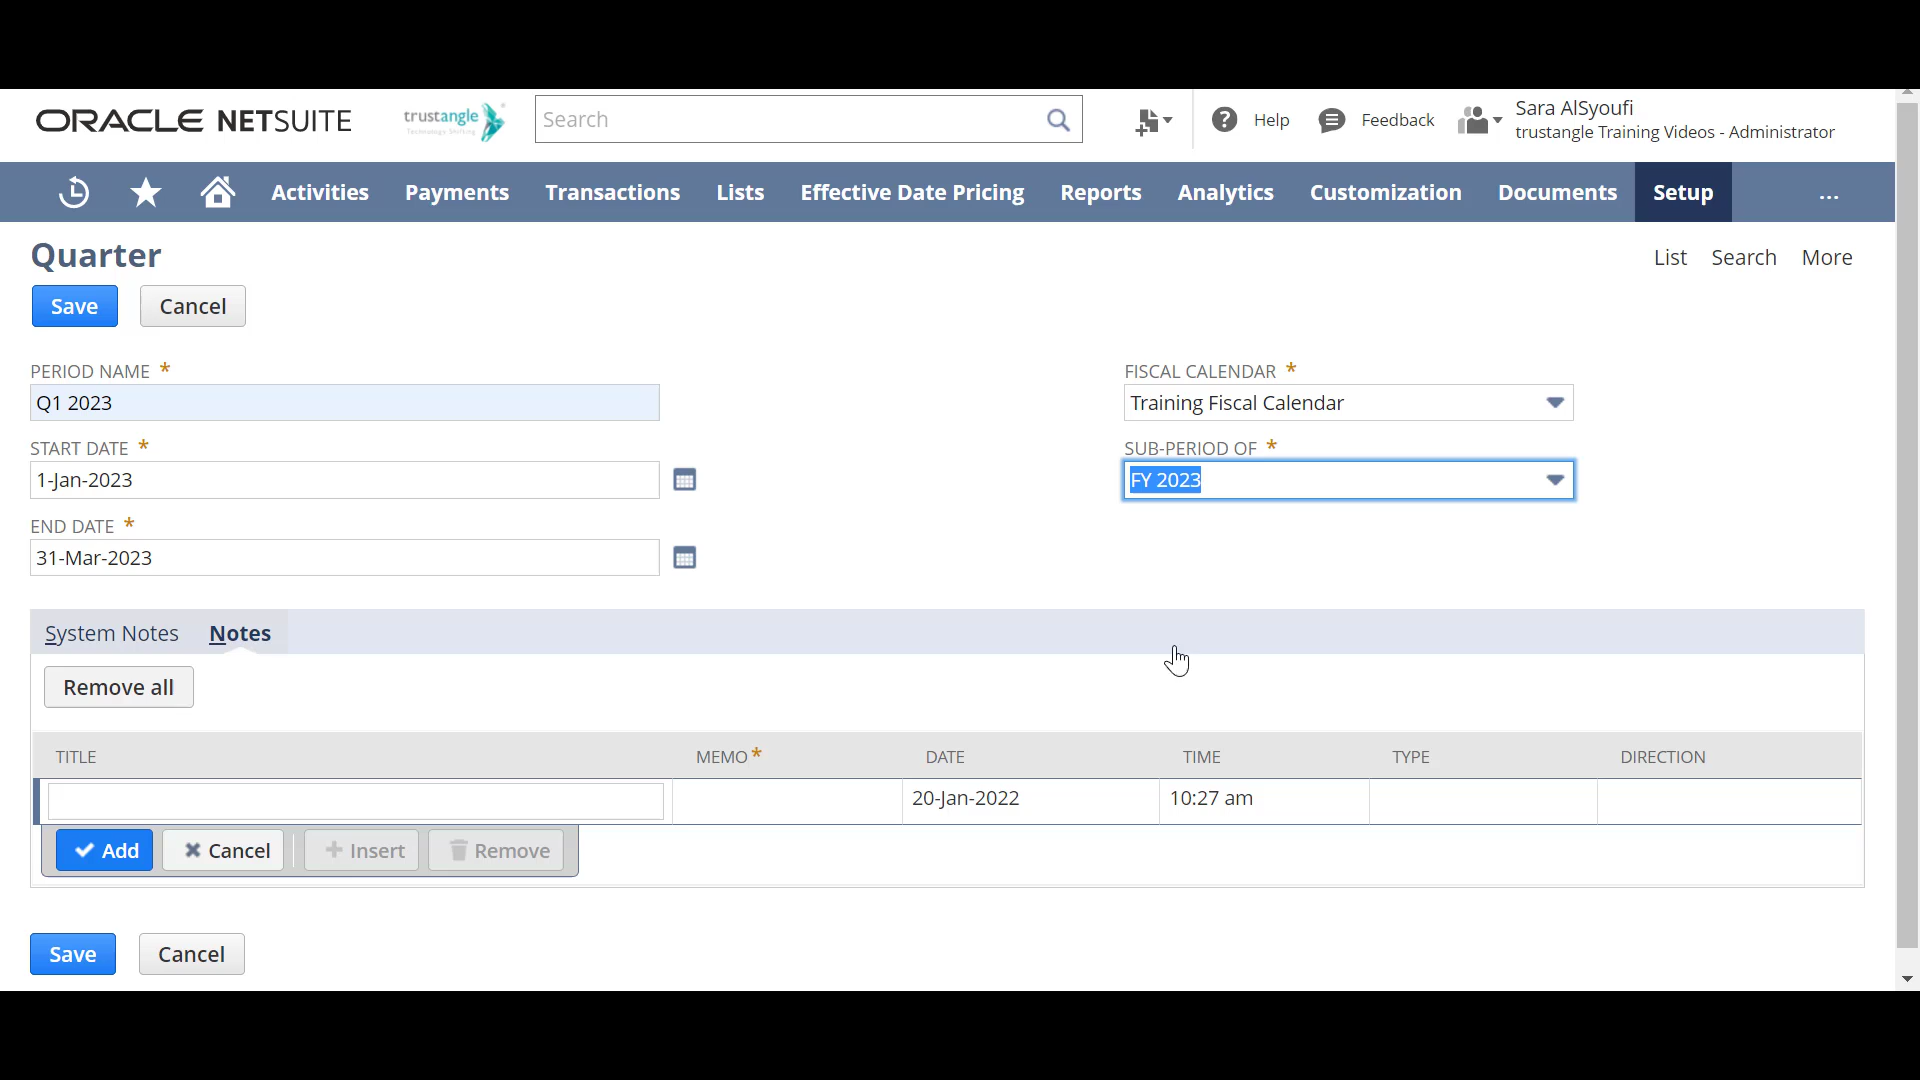 ORACLE NETSUITE
trustangle
Technology Shifting
Search
Help
Feedback
Sara AlSyoufi
trustangle Training Videos - Administrator
Activities Payments Transactions Lists Effective Date Pricing Reports Analytics Customization Documents Setup ...
Quarter
List Search More
Save Cancel
PERIOD NAME *
Q1 2023
FISCAL CALENDAR *
Training Fiscal Calendar
START DATE *
1-Jan-2023
SUB-PERIOD OF *
FY 2023
END DATE *
31-Mar-2023
System Notes Notes
Remove all
TITLE MEMO* DATE TIME TYPE DIRECTION
20-Jan-2022 10:27 am
Add Cancel Insert Remove
Save Cancel